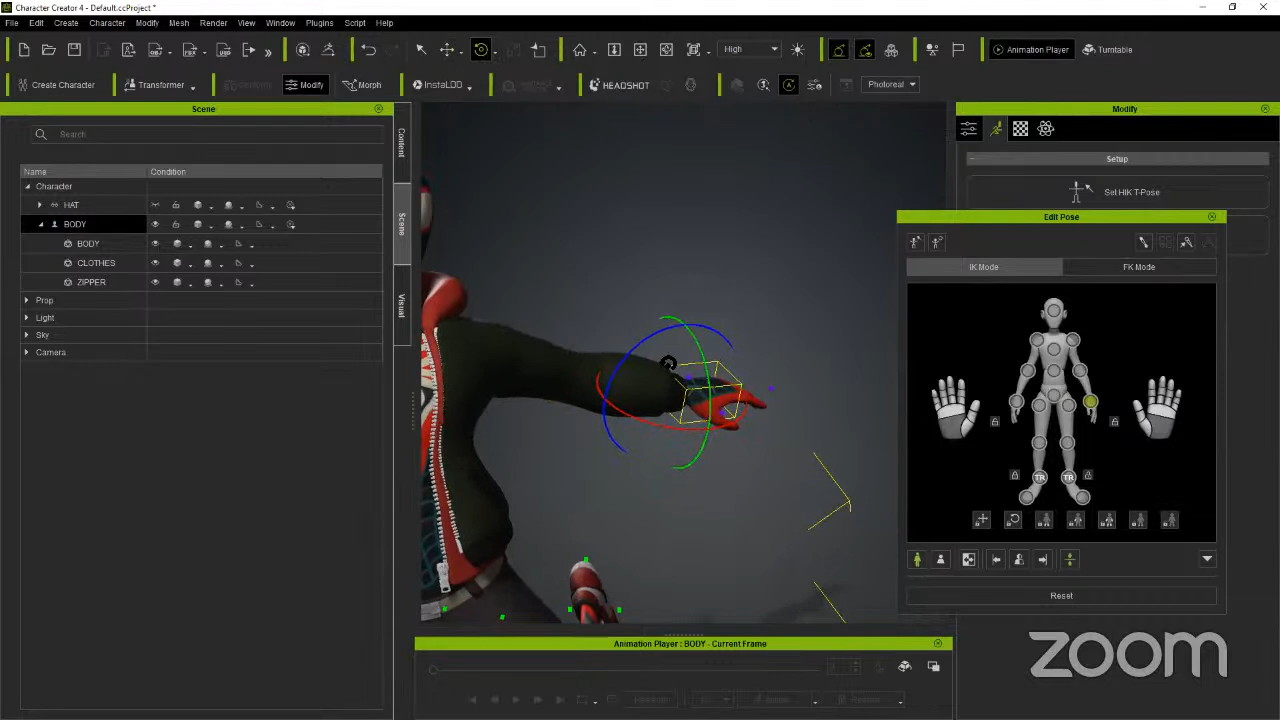 Character Creator 4 - Default.ccProject *
File Edit Create Character Modify Mesh Render Window Plugins Script Help
High Animation Player Turntable
Create Character Transformer Modify Morph InstaLOD HEADSHOT Photoreal
Scene
Modify
Content
Scene
Visual
Search
Name Condition
Character
HAT
BODY
BODY
CLOTHES
ZIPPER
Prop
Light
Sky
Camera
Setup
Set HIK T-Pose
Edit Pose
IK Mode FK Mode
TR TR
Reset
Animation Player : BODY - Current Frame
zoom